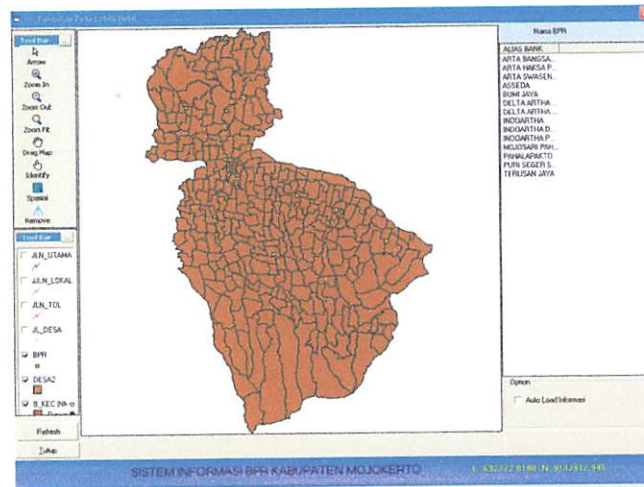 Tool Bar
Arrow
Zoom In
Zoom Out
Zoom Fit
Drag Map
Identify
Spasial
Remove
Tool Bar
JLN_UTAMA
JLN_LOKAL
JLN_TOL
JL_DESA
BPR
DESA2
B_KEC
Refresh
Tutup
Nama BPR
ALIAS BANK
ARTA BANGSA...
ARTA HAKSA P...
ARTA SWASEN...
ASSEDA
BUMI JAYA
DELTA ARTHA ...
DELTA ARTHA ...
INDOARTHA
INDOARTHA D...
INDOARTHA P...
MOJOSARI PAH...
PAHALAPAKTO
PURI SEGER S...
TERUSAN JAYA
Option
Auto Load Informasi
SISTEM INFORMASI BPR KABUPATEN MOJOKERTO